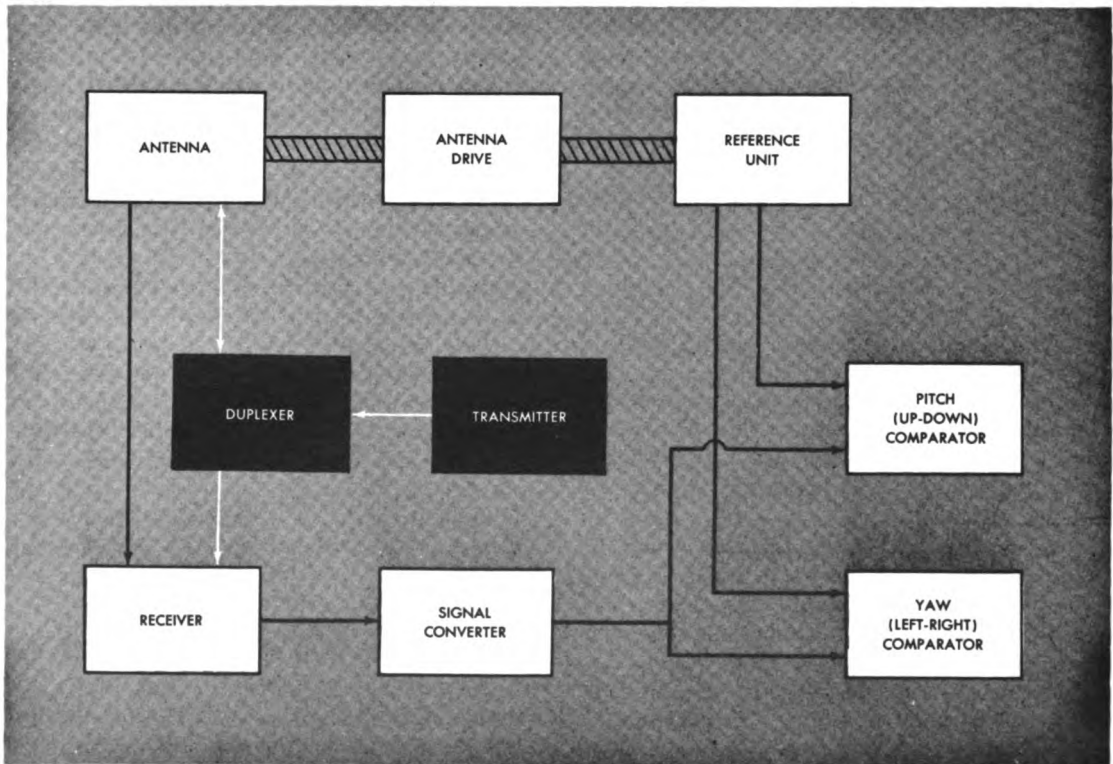 ANTENNA
ANTENNA
DRIVE
REFERENCE
UNIT
DUPLEXER
TRANSMITTER
PITCH
(UP-DOWN)
COMPARATOR
RECEIVER
SIGNAL
CONVERTER
YAW
(LEFT-RIGHT)
COMPARATOR